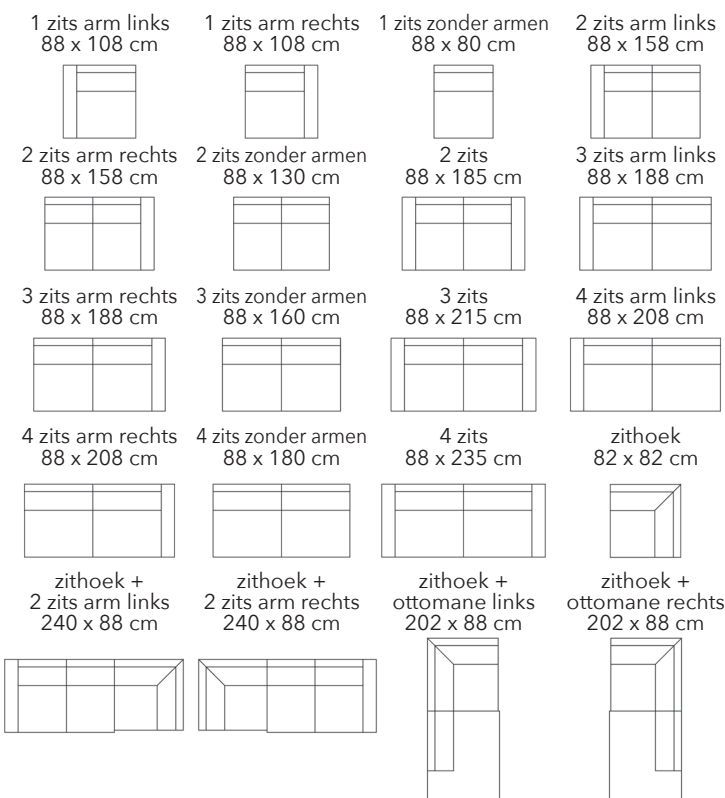 1 zits arm links
88 x 108 cm
1 zits arm rechts
88 x 108 cm
1 zits zonder armen
88 x 80 cm
2 zits arm links
88 x 158 cm
2 zits arm rechts
88 x 158 cm
2 zits zonder armen
88 x 130 cm
2 zits
88 x 185 cm
3 zits arm links
88 x 188 cm
3 zits arm rechts
88 x 188 cm
3 zits zonder armen
88 x 160 cm
3 zits
88 x 215 cm
4 zits arm links
88 x 208 cm
4 zits arm rechts
88 x 208 cm
4 zits zonder armen
88 x 180 cm
4 zits
88 x 235 cm
zithoek
82 x 82 cm
zithoek +
2 zits arm links
240 x 88 cm
zithoek +
2 zits arm rechts
240 x 88 cm
zithoek +
ottomane links
202 x 88 cm
zithoek +
ottomane rechts
202 x 88 cm